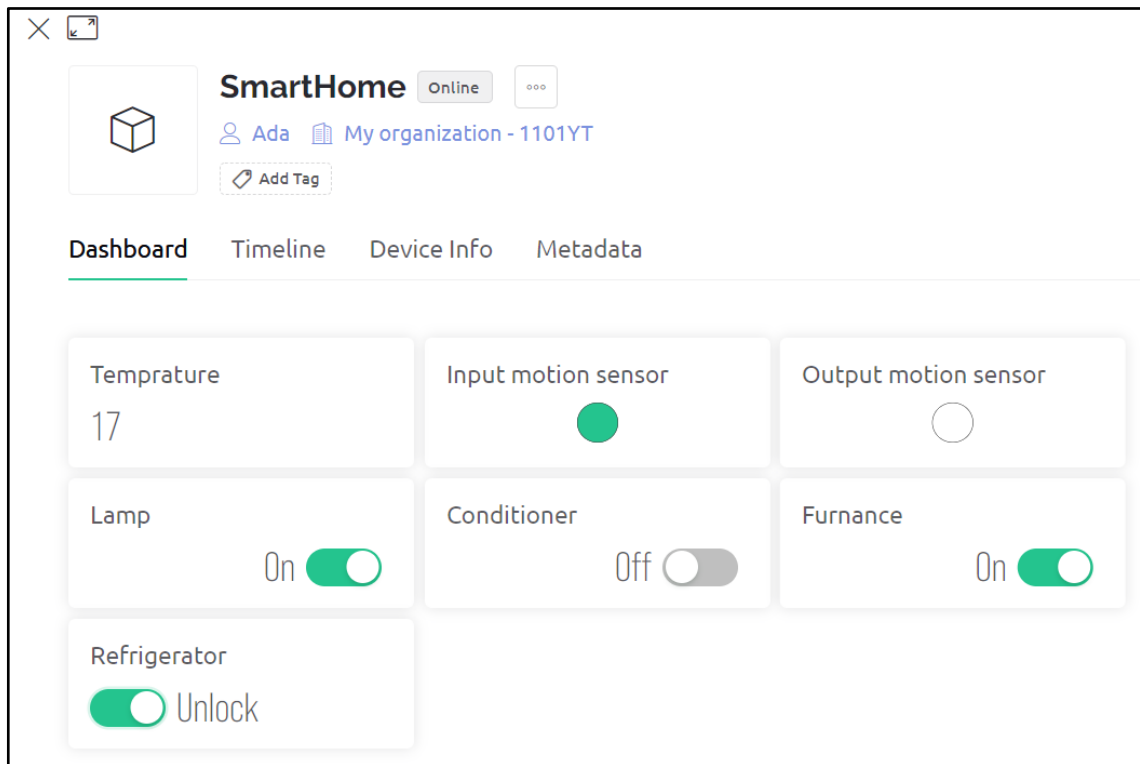 SmartHome Online
Ada My organization - 1101YT
Add Tag
Dashboard Timeline Device Info Metadata
Temprature
17
Input motion sensor
Output motion sensor
Lamp
On
Conditioner
Off
Furnance
On
Refrigerator
Unlock